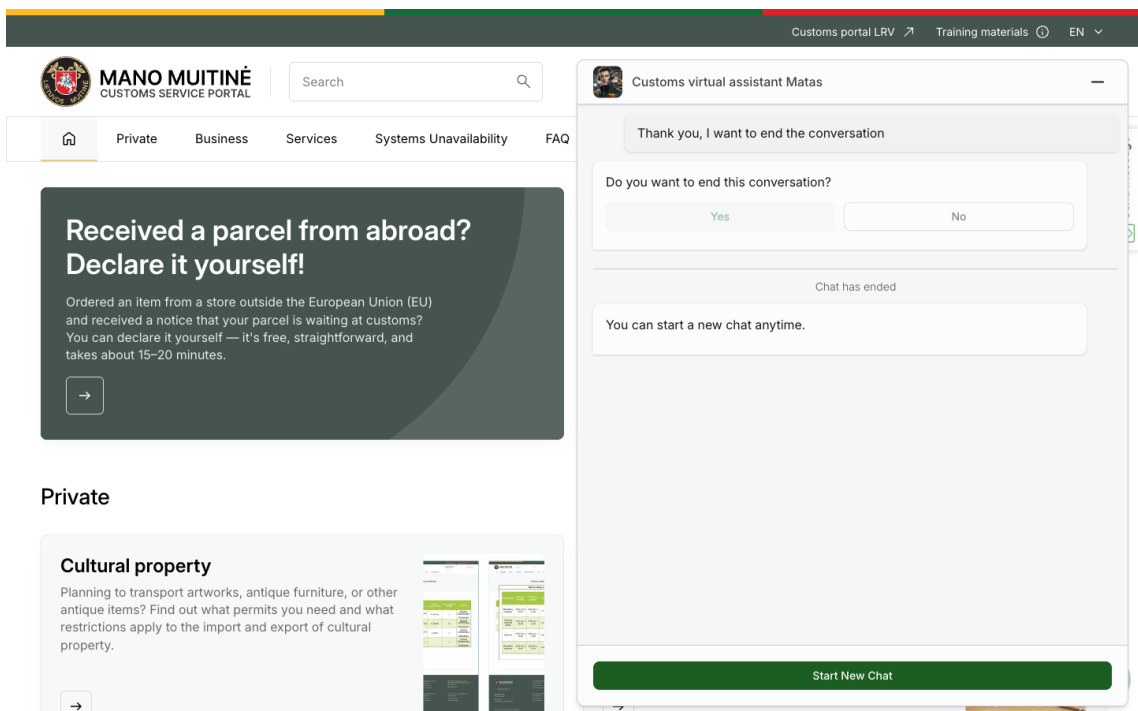 Customs portal LRV
Training materials
EN
MANO MUITINĖ
CUSTOMS SERVICE PORTAL
Search
Private
Business
Services
Systems Unavailability
FAQ
Received a parcel from abroad?
Declare it yourself!
Ordered an item from a store outside the European Union (EU)
and received a notice that your parcel is waiting at customs?
You can declare it yourself — it's free, straightforward, and
takes about 15–20 minutes.
Private
Cultural property
Planning to transport artworks, antique furniture, or other
antique items? Find out what permits you need and what
restrictions apply to the import and export of cultural
property.
Customs virtual assistant Matas
Thank you, I want to end the conversation
Do you want to end this conversation?
Yes
No
Chat has ended
You can start a new chat anytime.
Start New Chat